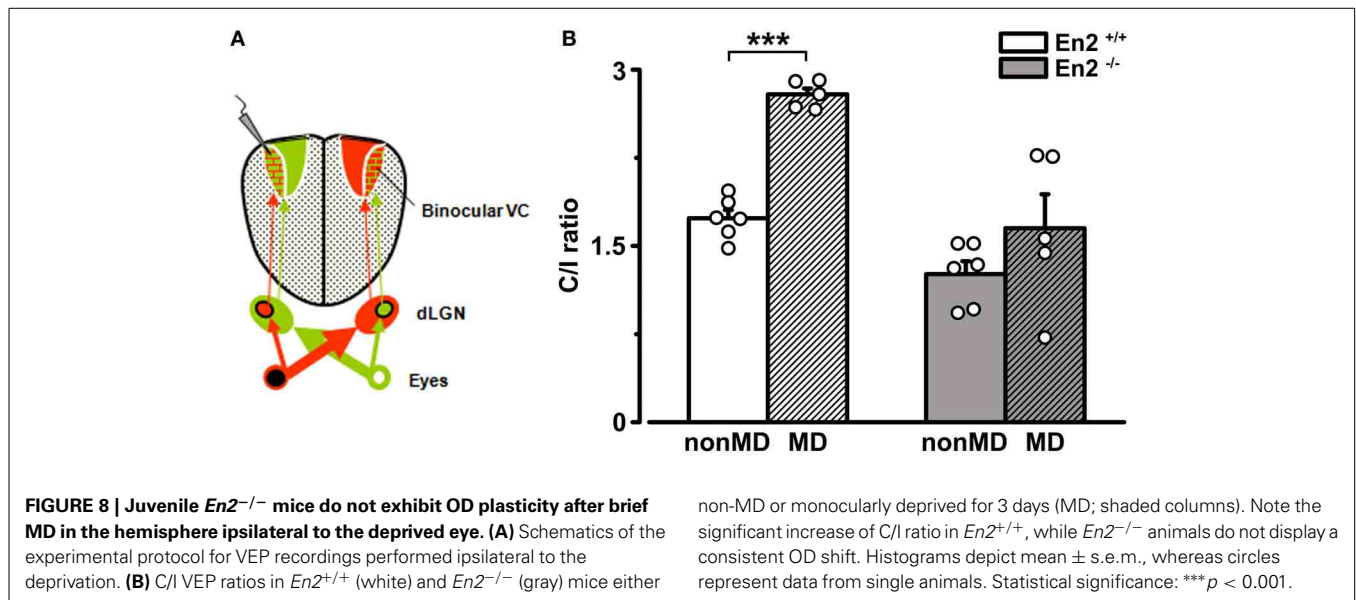 A
B
En2 +/+
En2 -/-
***
3
Binocular VC
C/I ratio
1.5
dLGN
Eyes
0
nonMD MD nonMD MD
FIGURE 8 | Juvenile En2−/− mice do not exhibit OD plasticity after brief
MD in the hemisphere ipsilateral to the deprived eye. (A) Schematics of the
experimental protocol for VEP recordings performed ipsilateral to the
deprivation. (B) C/I VEP ratios in En2+/+ (white) and En2−/− (gray) mice either
non-MD or monocularly deprived for 3 days (MD; shaded columns). Note the
significant increase of C/I ratio in En2+/+, while En2−/− animals do not display a
consistent OD shift. Histograms depict mean ± s.e.m., whereas circles
represent data from single animals. Statistical significance: ***p < 0.001.